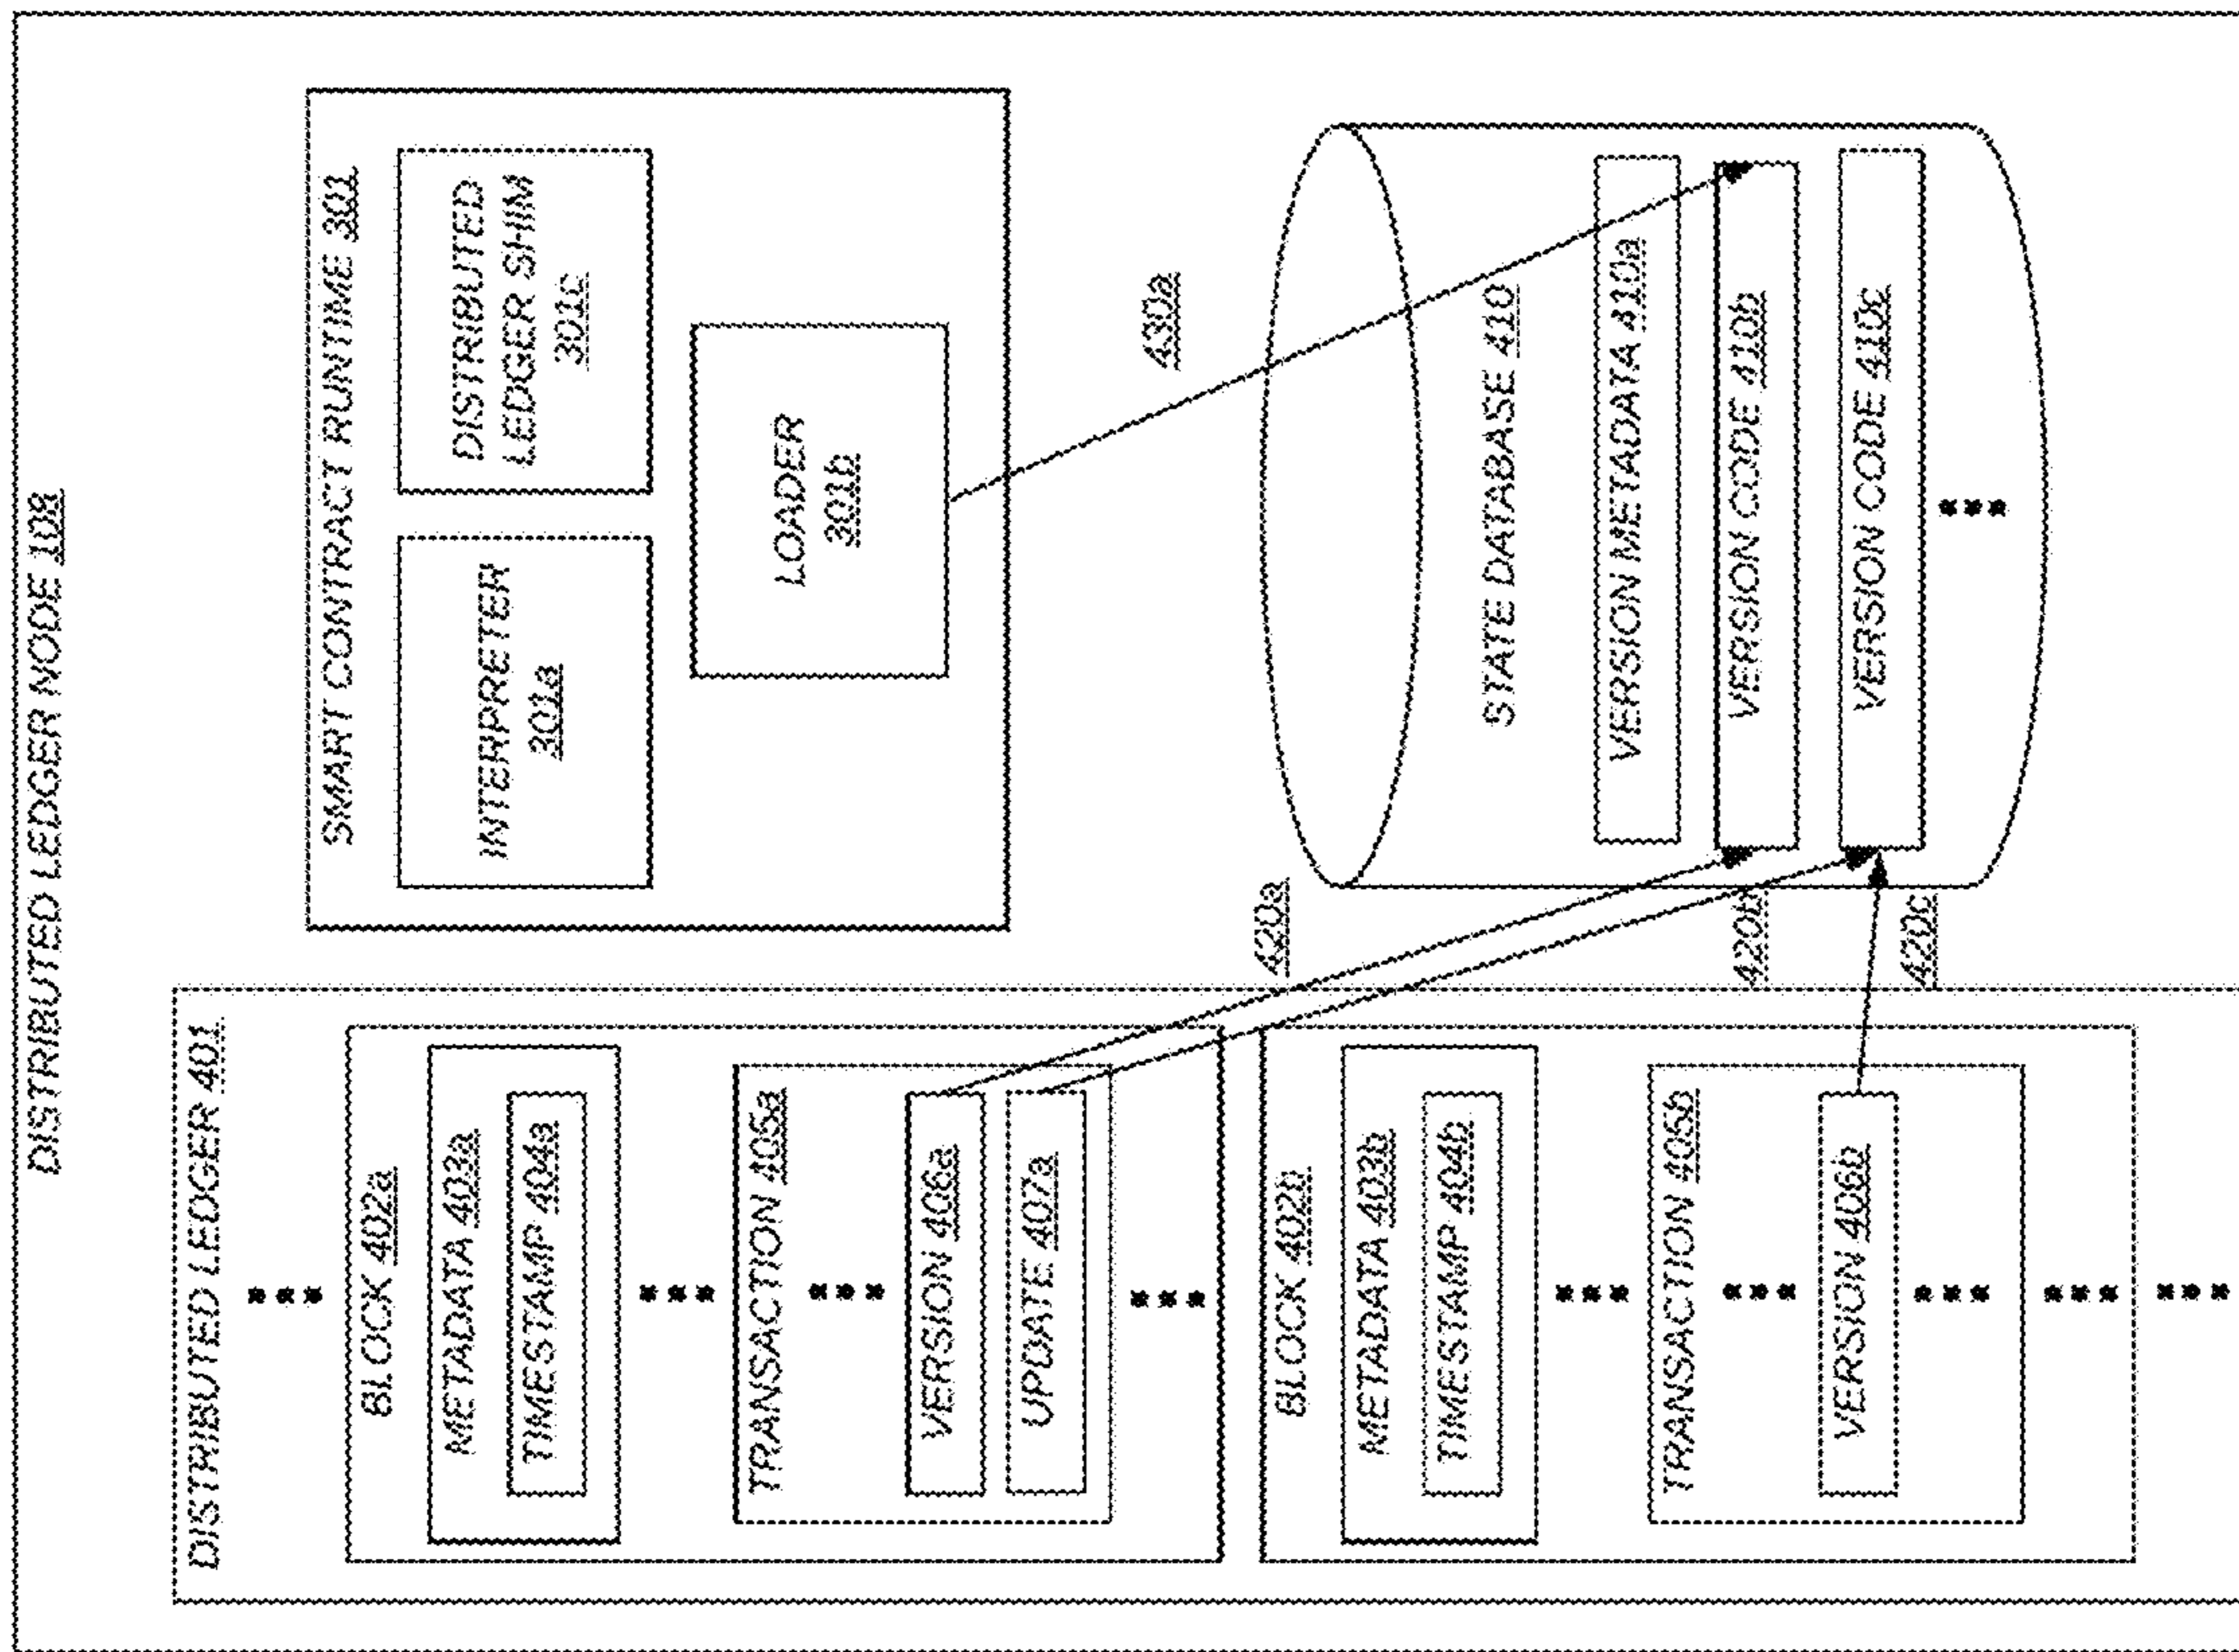 DISTRIBUTED LEDGER NODE 108
DISTRIBUTED LEDGER 401
BLOCK 402a
METADATA 403a
TIMESTAMP 404a
TRANSACTION 405a
VERSION 406a
UPDATE 407a
BLOCK 402b
METADATA 403b
TIMESTAMP 404b
TRANSACTION 405b
VERSION 406b
SMART CONTRACT RUNTIME 301
INTERPRETER
301a
DISTRIBUTED
LEDGER SHIM
301c
LOADER
301b
430a
420a
420b
420c
STATE DATABASE 410
VERSION METADATA 410a
VERSION CODE 410b
VERSION CODE 410c